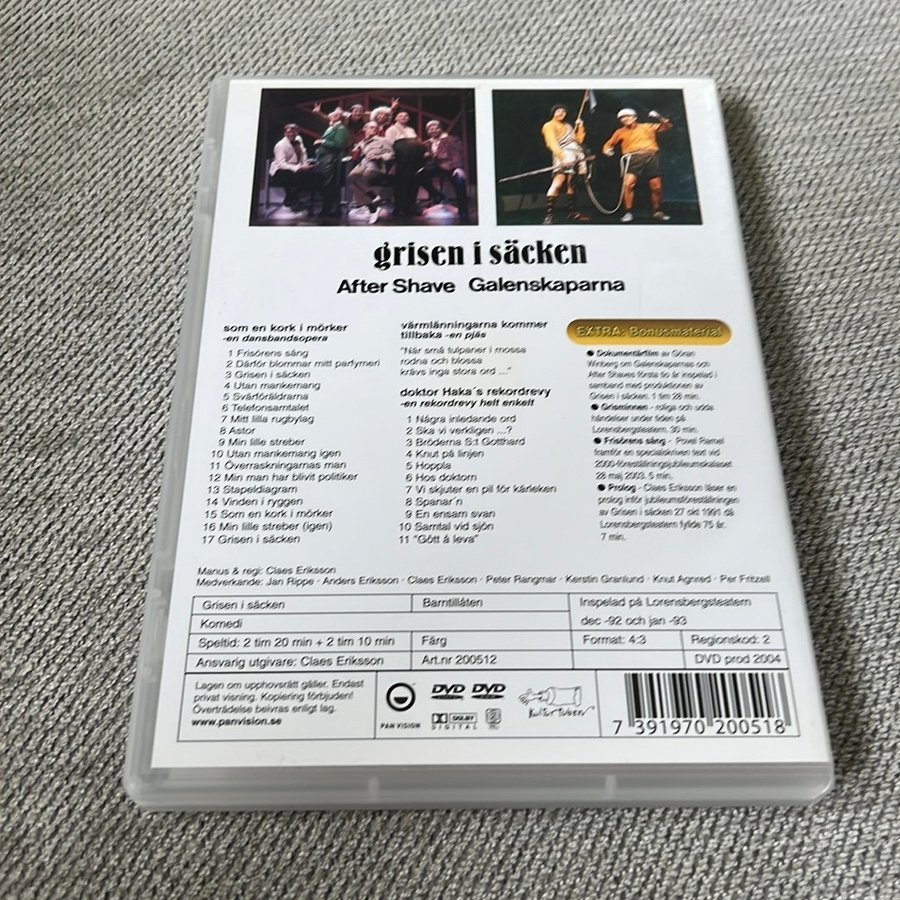 grisen i säcken
After Shave Galenskaparna
som en kork i mörker
-en dansbandsopera
1 Frisörens sång
2 Därför blommar mitt parfymeri
3 Grisen i säcken
4 Utan mankemang
5 Svärföräldrarna
6 Telefonsamtalet
7 Mitt lilla rugbylag
8 Astor
9 Min lille streber
10 Utan mankemang igen
11 Överraskningarnas man
12 Min man har blivit politiker
13 Stapeldiagram
14 Vinden i ryggen
15 Som en kork i mörker
16 Min lille streber (igen)
17 Grisen i säcken
värmlänningarna kommer
tillbaka -en pjäs
"När små tulpaner i mossa
rodna och blossa
krävs inga stora ord ..."
doktor Haka´s rekordrevy
-en rekordrevy helt enkelt
1 Några inledande ord
2 Ska vi verkligen ...?
3 Bröderna S:t Gotthard
4 Knut på linjen
5 Hoppla
6 Hos doktorn
7 Vi skjuter en pil för kärleken
8 Spanar´n
9 En ensam svan
10 Samtal vid sjön
11 "Gött å leva"
EXTRA: Bonusmaterial
● Dokumentärfilm av Göran
Winberg om Galenskaparnas och
After Shaves första tio år inspelad i
samband med produktionen av
Grisen i säcken. 1 tim 28 min.
● Grisminnen - roliga och udda
händelser under tiden på
Lorensbergsteatern. 30 min.
● Frisörens sång - Povel Ramel
framför en specialskriven text vid
2000-föreställningsjubileumskalaset
28 maj 2003. 5 min.
● Prolog - Claes Eriksson läser en
prolog inför jubileumsföreställningen
av Grisen i säcken 27 okt 1991 då
Lorensbergsteatern fyllde 75 år.
7 min.
Manus & regi: Claes Eriksson
Medverkande: Jan Rippe · Anders Eriksson · Claes Eriksson · Peter Rangmar · Kerstin Granlund · Knut Agnred · Per Fritzell
Grisen i säcken
Barntillåten
Inspelad på Lorensbergsteatern
dec -92 och jan -93
Komedi
Speltid: 2 tim 20 min + 2 tim 10 min
Färg
Format: 4:3
Regionskod: 2
Ansvarig utgivare: Claes Eriksson
Art.nr 200512
DVD prod 2004
Lagen om upphovsrätt gäller. Endast
privat visning. Kopiering förbjuden!
Överträdelse beivras enligt lag.
www.panvision.se
PAN VISION
DVD DVD
DOLBY
DIGITAL
KulturTuben
7 391970 200518